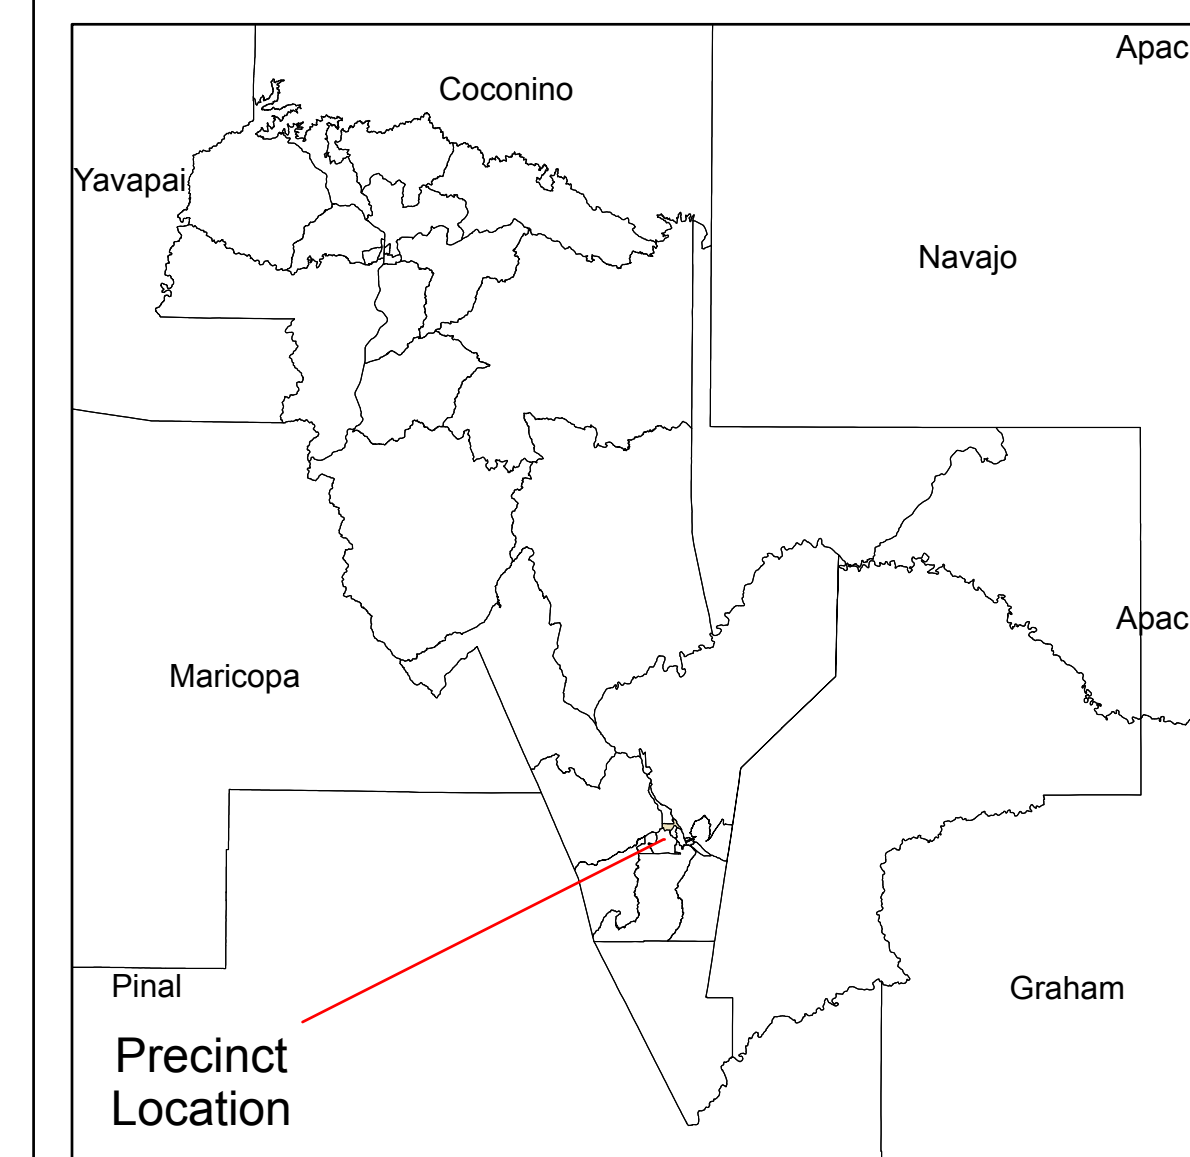 Apac
Coconino
Yavapai
Navajo
Apac
Maricopa
Pinal
Graham
Precinct
Location